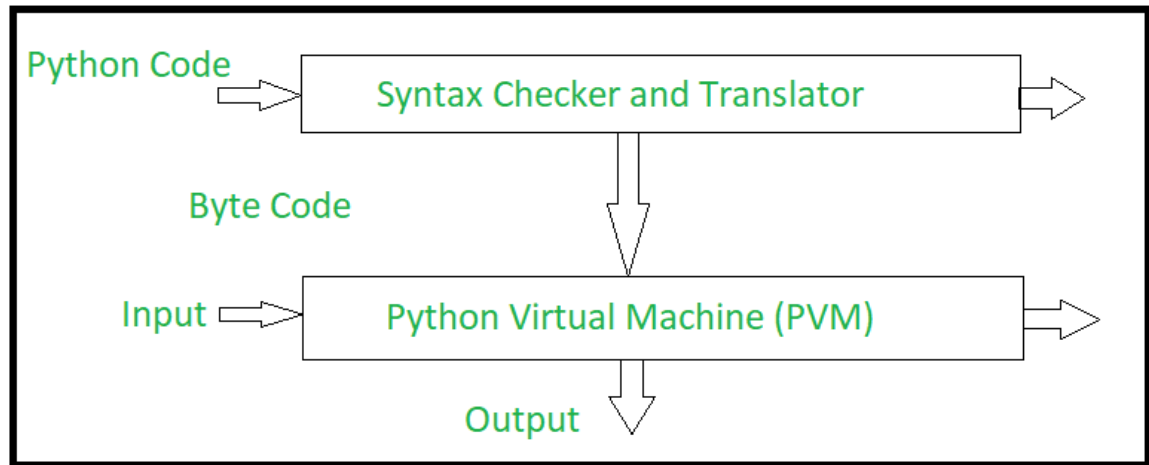 Python Code
Syntax Checker and Translator
Byte Code
Input
Python Virtual Machine (PVM)
Output